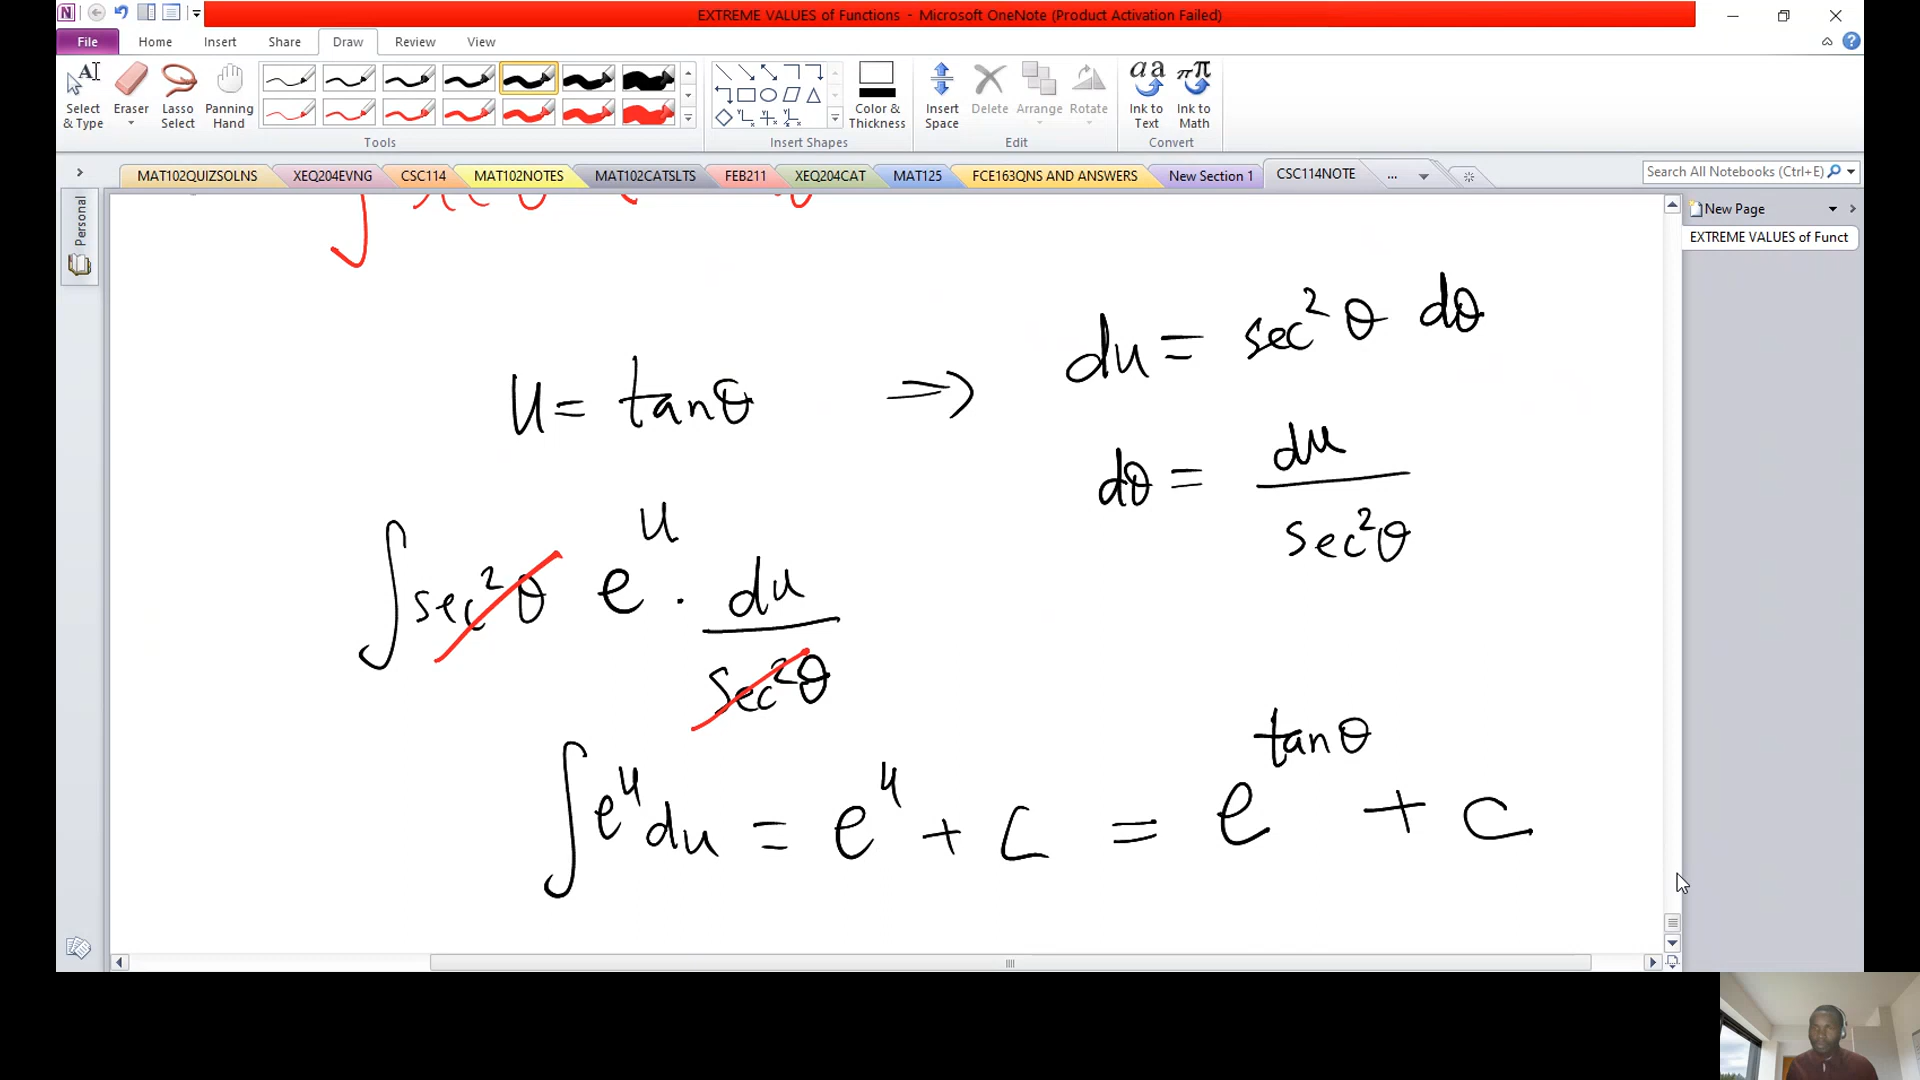 EXTREME VALUES of Functions - Microsoft OneNote (Product Activation Failed)
File Home Insert Share Draw Review View
Select & Type
Eraser
Lasso Select
Panning Hand
Color & Thickness
Insert Space
Delete
Arrange
Rotate
Ink to Text
Ink to Math
Tools
Insert Shapes
Edit
Convert
MAT102QUIZSOLNS XEQ204EVNG CSC114 MAT102NOTES MAT102CATSLTS FEB211 XEQ204CAT MAT125 FCE163QNS AND ANSWERS New Section 1 CSC114NOTE ...
Search All Notebooks (Ctrl+E)
Personal
New Page
EXTREME VALUES of Funct
du = sec² θ dθ
u = tanθ ⇒
dθ = du / sec²θ
∫ sec²θ e^u · du / sec²θ
∫ e^u du = e^u + C = e^tanθ + C